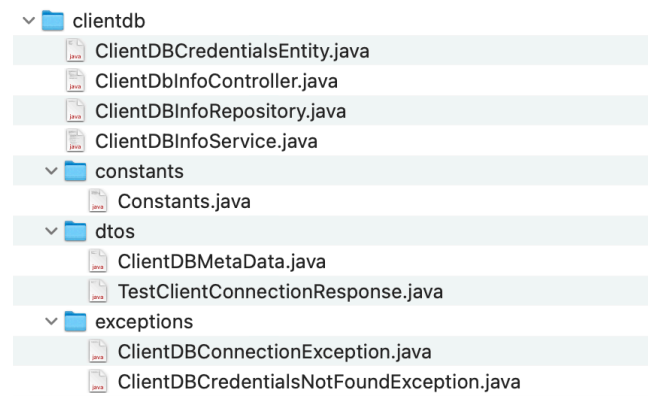 clientdb
ClientDBCredentialsEntity.java
ClientDbInfoController.java
ClientDBInfoRepository.java
ClientDBInfoService.java
constants
Constants.java
dtos
ClientDBMetaData.java
TestClientConnectionResponse.java
exceptions
ClientDBConnectionException.java
ClientDBCredentialsNotFoundException.java